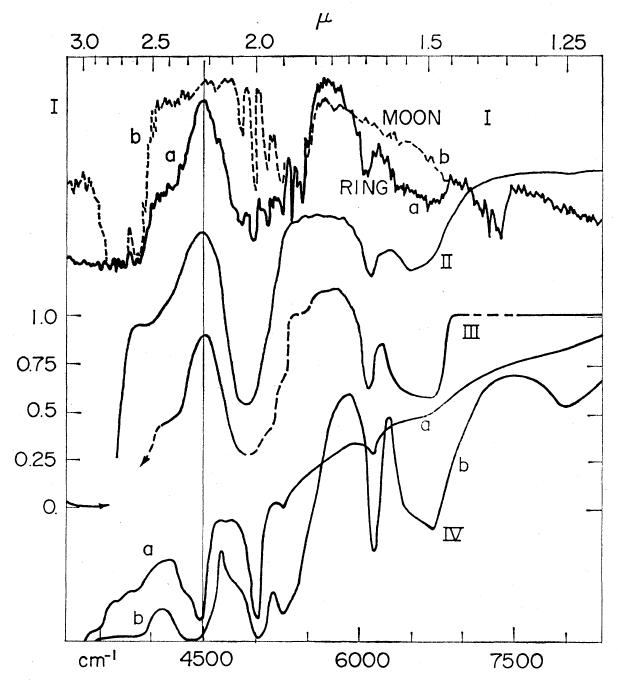 μ
3.0 2.5 2.0 1.5 1.25
I
b
MOON I
a
b
RING
a
II
1.0
III
0.75
0.5
a
0.25
b
0.
IV
a
b
cm⁻¹ 4500 6000 7500